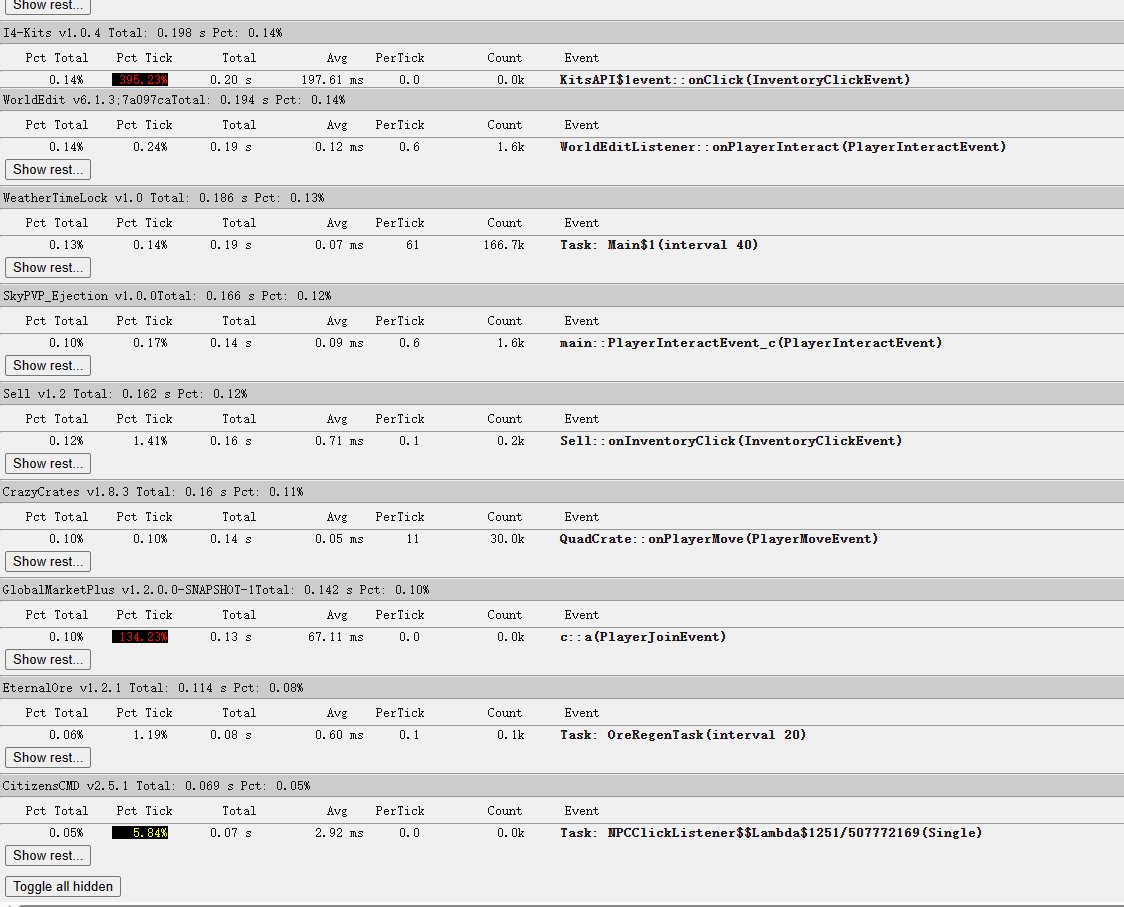 Show rest...
I4-Kits v1.0.4 Total: 0.198 s Pct: 0.14%
Pct Total Pct Tick Total Avg PerTick Count Event
0.14% 395.23% 0.20 s 197.61 ms 0.0 0.0k KitsAPI$1event::onClick(InventoryClickEvent)
WorldEdit v6.1.3;7a097caTotal: 0.194 s Pct: 0.14%
Pct Total Pct Tick Total Avg PerTick Count Event
0.14% 0.24% 0.19 s 0.12 ms 0.6 1.6k WorldEditListener::onPlayerInteract(PlayerInteractEvent)
Show rest...
WeatherTimeLock v1.0 Total: 0.186 s Pct: 0.13%
Pct Total Pct Tick Total Avg PerTick Count Event
0.13% 0.14% 0.19 s 0.07 ms 61 166.7k Task: Main$1(interval 40)
Show rest...
SkyPVP_Ejection v1.0.0Total: 0.166 s Pct: 0.12%
Pct Total Pct Tick Total Avg PerTick Count Event
0.10% 0.17% 0.14 s 0.09 ms 0.6 1.6k main::PlayerInteractEvent_c(PlayerInteractEvent)
Show rest...
Sell v1.2 Total: 0.162 s Pct: 0.12%
Pct Total Pct Tick Total Avg PerTick Count Event
0.12% 1.41% 0.16 s 0.71 ms 0.1 0.2k Sell::onInventoryClick(InventoryClickEvent)
Show rest...
CrazyCrates v1.8.3 Total: 0.16 s Pct: 0.11%
Pct Total Pct Tick Total Avg PerTick Count Event
0.10% 0.10% 0.14 s 0.05 ms 11 30.0k QuadCrate::onPlayerMove(PlayerMoveEvent)
Show rest...
GlobalMarketPlus v1.2.0.0-SNAPSHOT-1Total: 0.142 s Pct: 0.10%
Pct Total Pct Tick Total Avg PerTick Count Event
0.10% 134.23% 0.13 s 67.11 ms 0.0 0.0k c::a(PlayerJoinEvent)
Show rest...
EternalOre v1.2.1 Total: 0.114 s Pct: 0.08%
Pct Total Pct Tick Total Avg PerTick Count Event
0.06% 1.19% 0.08 s 0.60 ms 0.1 0.1k Task: OreRegenTask(interval 20)
Show rest...
CitizensCMD v2.5.1 Total: 0.069 s Pct: 0.05%
Pct Total Pct Tick Total Avg PerTick Count Event
0.05% 5.84% 0.07 s 2.92 ms 0.0 0.0k Task: NPCClickListener$$Lambda$1251/507772169(Single)
Show rest...
Toggle all hidden